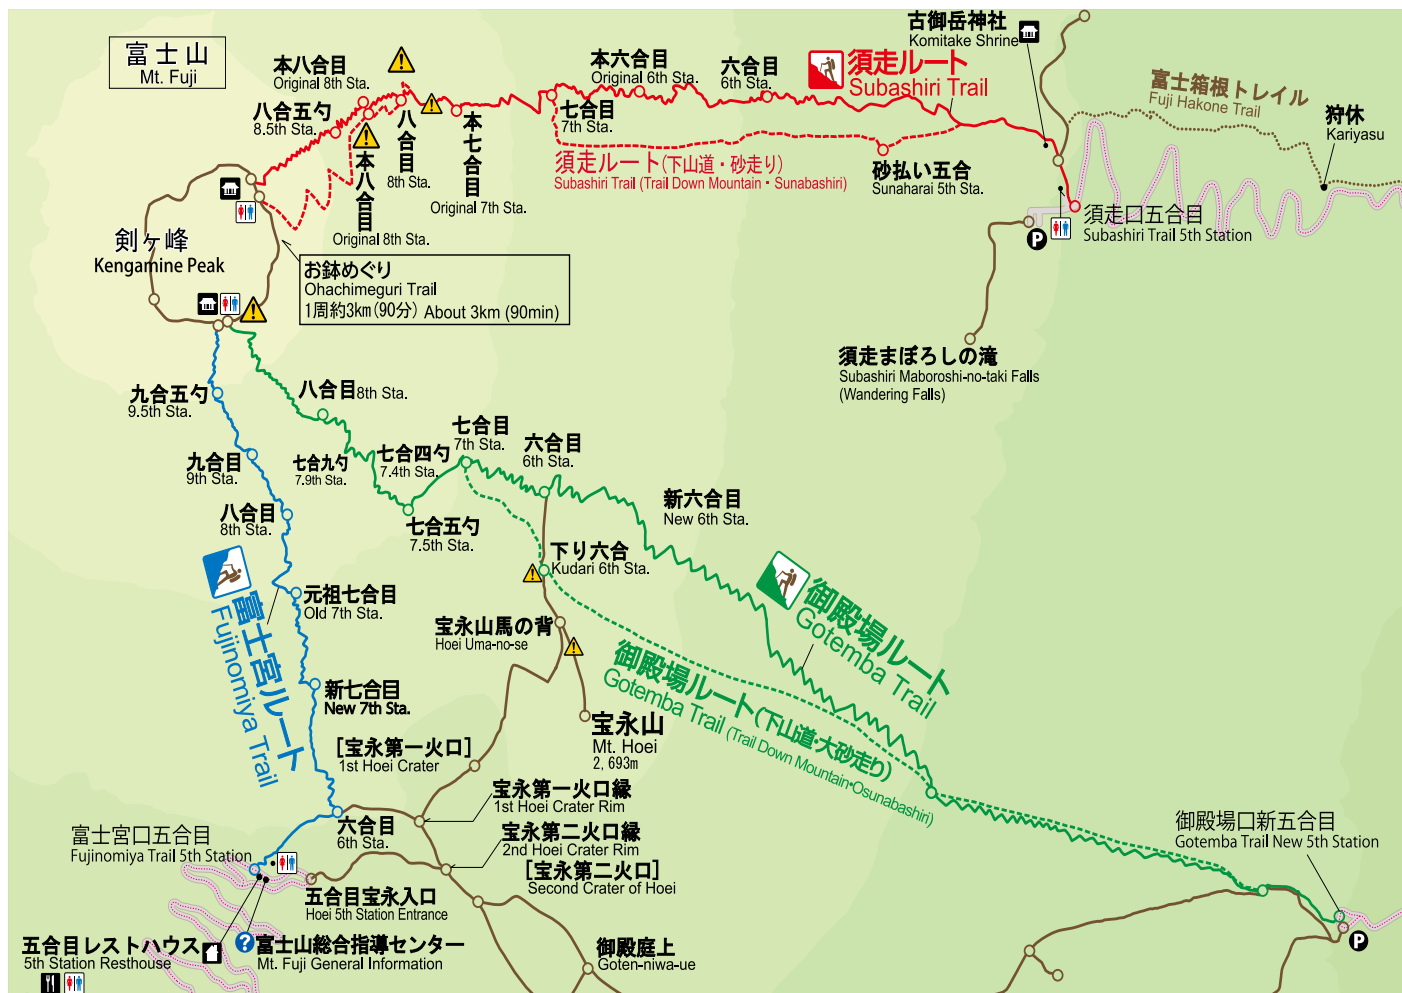 富士山
Mt. Fuji
本八合目
Original 8th Sta.
八合五勺
8.5th Sta.
本八合目
Original 8th Sta.
八合目
8th Sta.
本七合目
Original 7th Sta.
七合目
7th Sta.
本六合目
Original 6th Sta.
六合目
6th Sta.
須走ルート
Subashiri Trail
古御岳神社
Komitake Shrine
富士箱根トレイル
Fuji Hakone Trail
狩休
Kariyasu
須走ルート(下山道・砂走り)
Subashiri Trail (Trail Down Mountain・Sunabashiri)
砂払い五合
Sunaharai 5th Sta.
須走口五合目
Subashiri Trail 5th Station
P
剣ヶ峰
Kengamine Peak
お鉢めぐり
Ohachimeguri Trail
1周約3km(90分) About 3km (90min)
須走まぼろしの滝
Subashiri Maboroshi-no-taki Falls
(Wandering Falls)
九合五勺
9.5th Sta.
八合目 8th Sta.
九合目
9th Sta.
七合九勺
7.9th Sta.
七合四勺
7.4th Sta.
七合目
7th Sta.
六合目
6th Sta.
八合目
8th Sta.
七合五勺
7.5th Sta.
新六合目
New 6th Sta.
下り六合
Kudari 6th Sta.
元祖七合目
Old 7th Sta.
富士宮ルート
Fujinomiya Trail
宝永山馬の背
Hoei Uma-no-se
御殿場ルート
Gotemba Trail
御殿場ルート(下山道・大砂走り)
Gotemba Trail (Trail Down Mountain・Osunabashiri)
新七合目
New 7th Sta.
宝永山
Mt. Hoei
2, 693m
[宝永第一火口]
1st Hoei Crater
宝永第一火口縁
1st Hoei Crater Rim
六合目
6th Sta.
宝永第二火口縁
2nd Hoei Crater Rim
[宝永第二火口]
Second Crater of Hoei
富士宮口五合目
Fujinomiya Trail 5th Station
御殿場口新五合目
Gotemba Trail New 5th Station
P
五合目宝永入口
Hoei 5th Station Entrance
五合目レストハウス
5th Station Resthouse
?
富士山総合指導センター
Mt. Fuji General Information
御殿庭上
Goten-niwa-ue